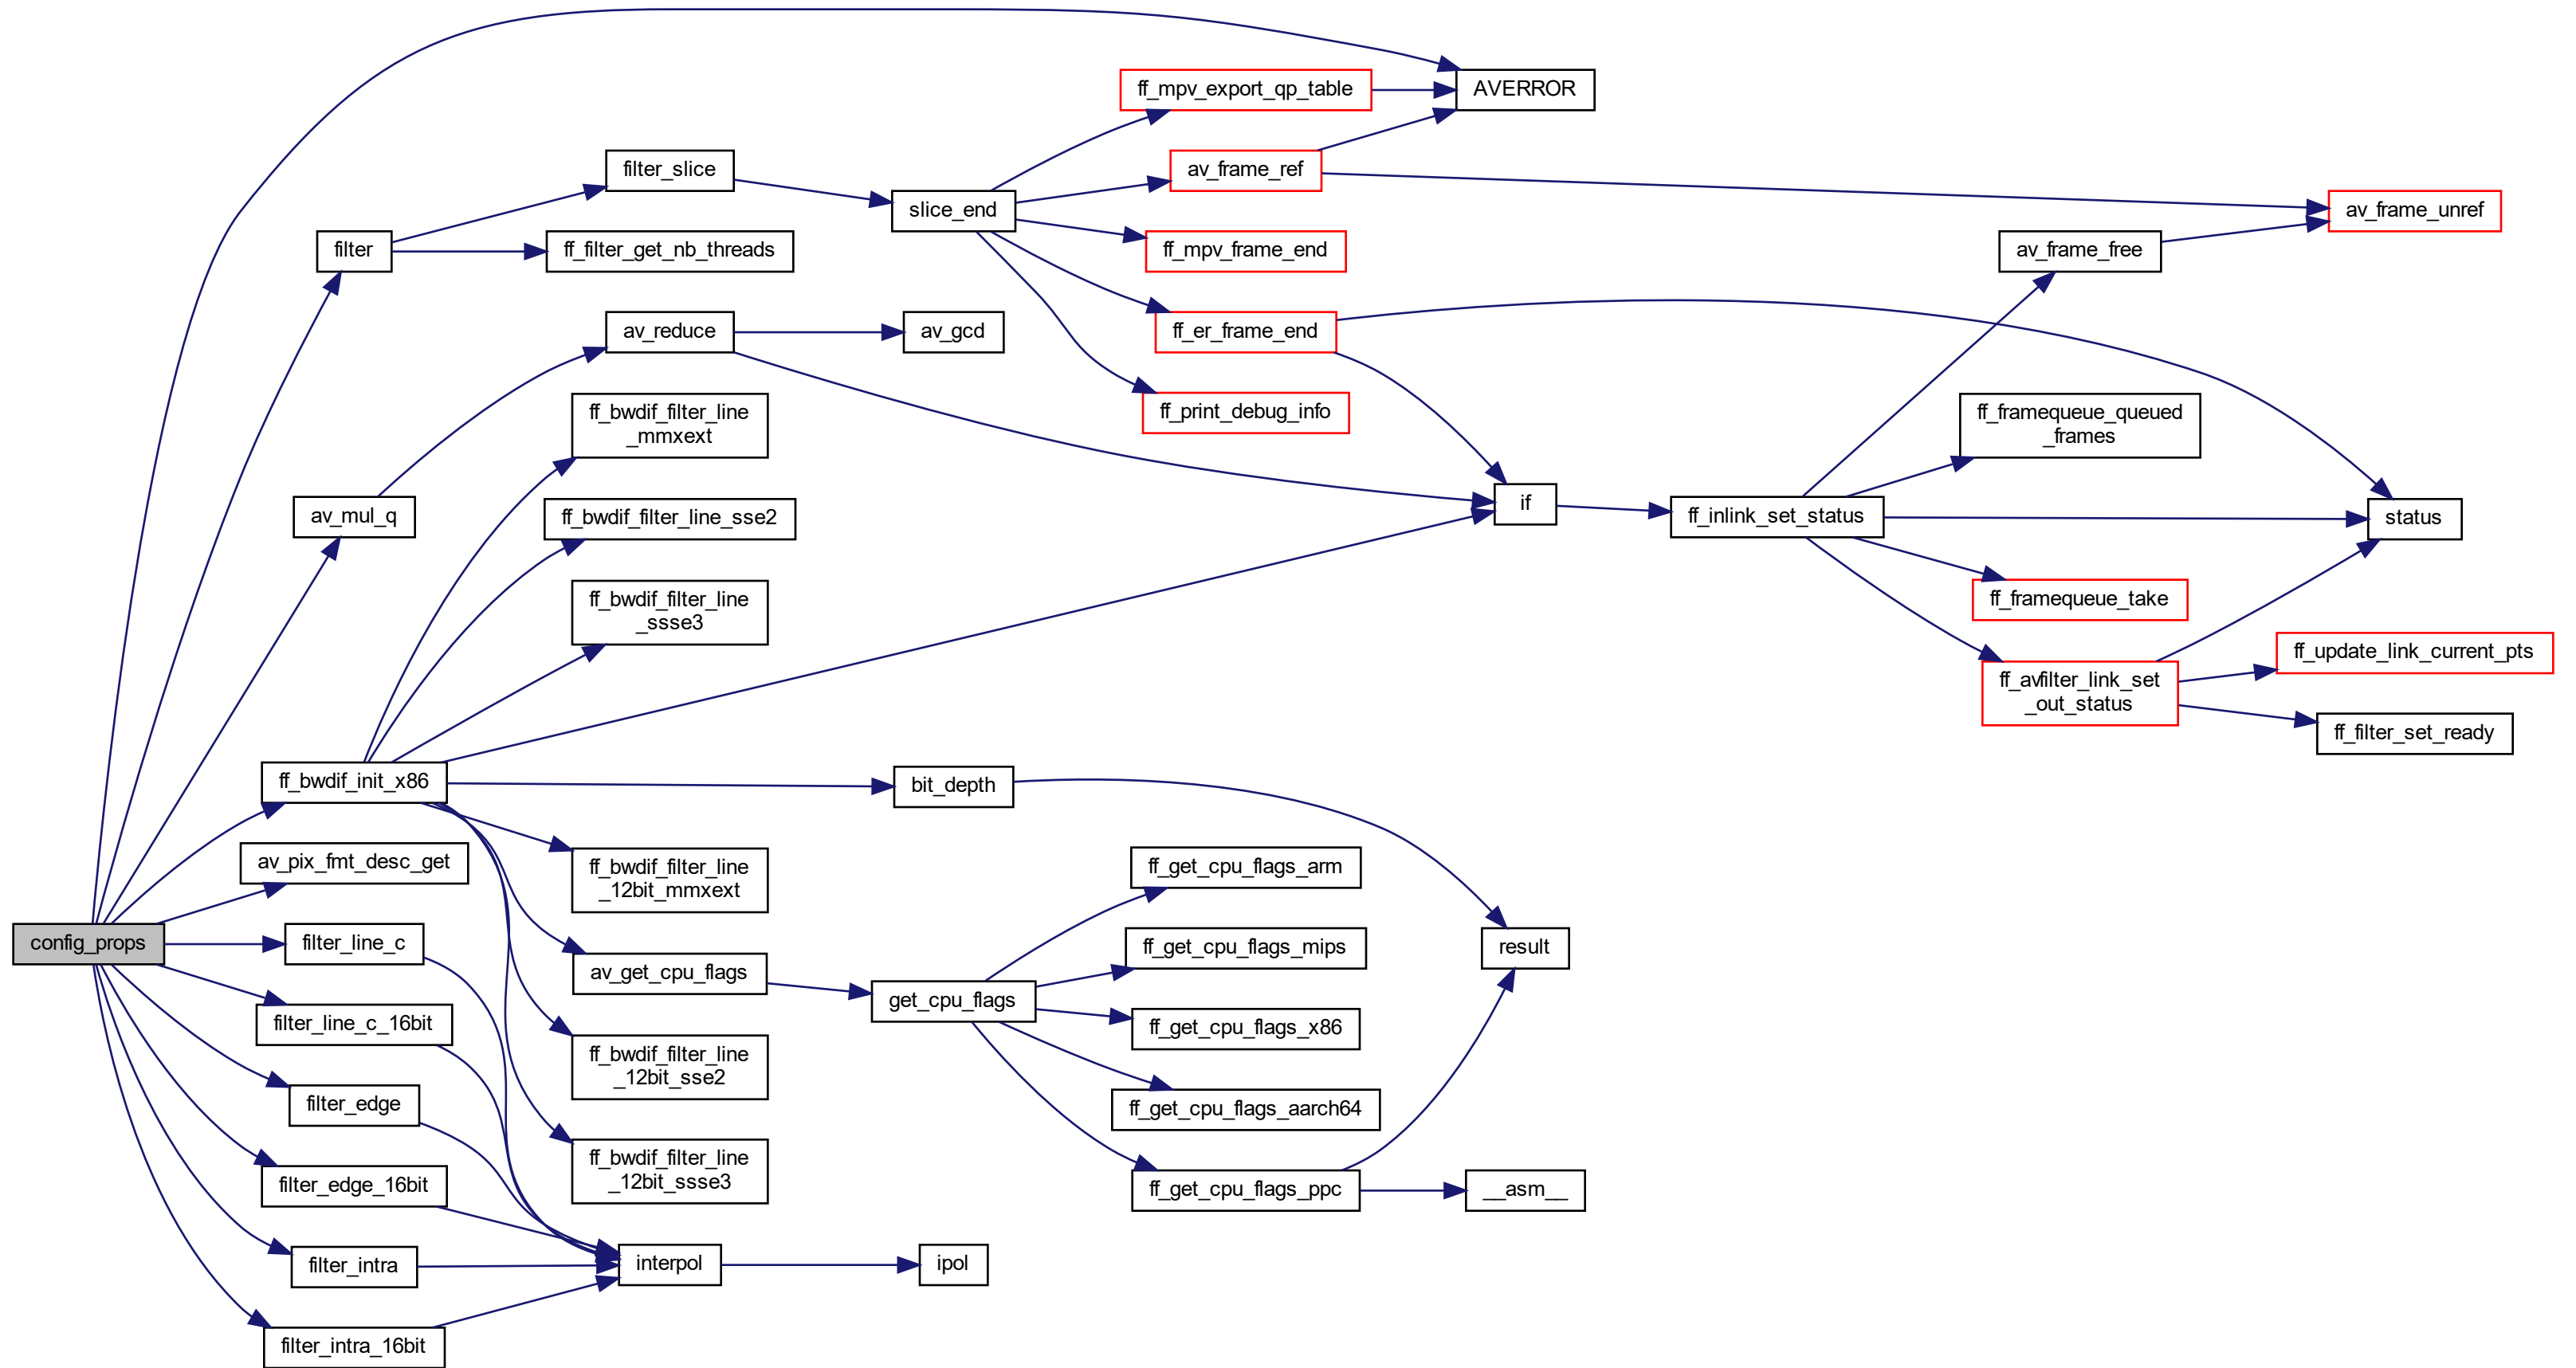 ff_mpv_export_qp_table
AVERROR
filter_slice
av_frame_ref
slice_end
av_frame_unref
filter
ff_filter_get_nb_threads
ff_mpv_frame_end
av_frame_free
av_reduce
av_gcd
ff_er_frame_end
ff_bwdif_filter_line
_mmxext
ff_print_debug_info
ff_framequeue_queued
_frames
av_mul_q
ff_bwdif_filter_line_sse2
if
ff_inlink_set_status
status
ff_bwdif_filter_line
_ssse3
ff_framequeue_take
ff_update_link_current_pts
ff_avfilter_link_set
_out_status
ff_filter_set_ready
ff_bwdif_init_x86
bit_depth
av_pix_fmt_desc_get
ff_bwdif_filter_line
_12bit_mmxext
ff_get_cpu_flags_arm
config_props
filter_line_c
ff_get_cpu_flags_mips
result
av_get_cpu_flags
get_cpu_flags
filter_line_c_16bit
ff_get_cpu_flags_x86
ff_bwdif_filter_line
_12bit_sse2
filter_edge
ff_get_cpu_flags_aarch64
ff_bwdif_filter_line
_12bit_ssse3
filter_edge_16bit
ff_get_cpu_flags_ppc
__asm__
filter_intra
interpol
ipol
filter_intra_16bit